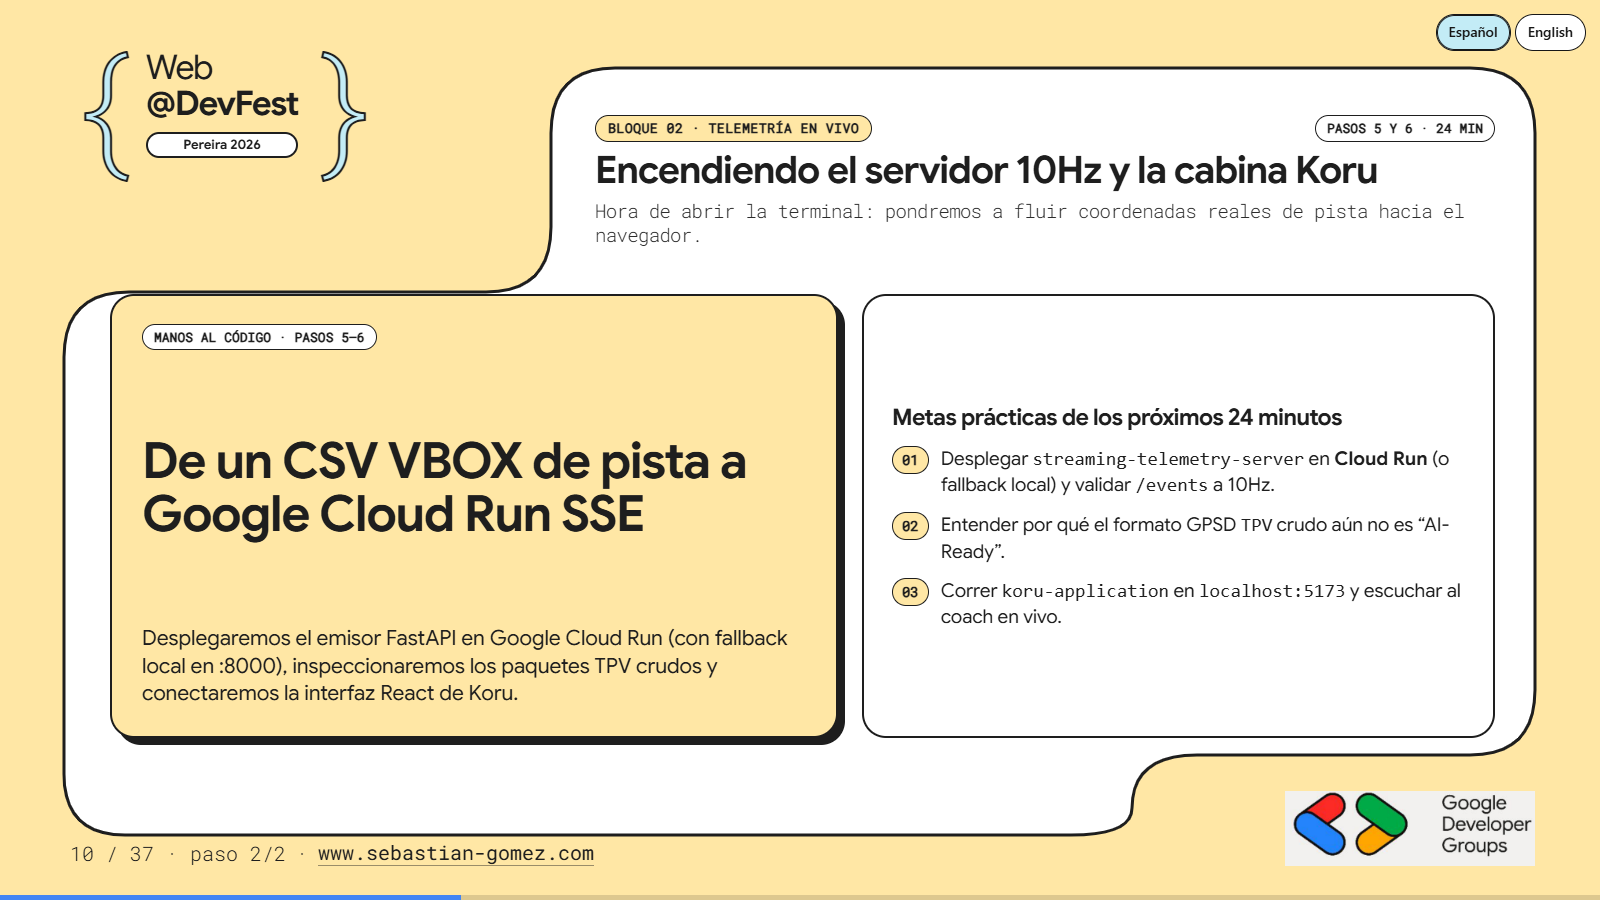 Español
English
Web
@DevFest
Pereira 2026
BLOQUE 02 · TELEMETRÍA EN VIVO
PASOS 5 Y 6 · 24 MIN
Encendiendo el servidor 10Hz y la cabina Koru
Hora de abrir la terminal: pondremos a fluir coordenadas reales de pista hacia el
navegador.
MANOS AL CÓDIGO · PASOS 5–6
De un CSV VBOX de pista a
Google Cloud Run SSE
Desplegaremos el emisor FastAPI en Google Cloud Run (con fallback
local en :8000), inspeccionaremos los paquetes TPV crudos y
conectaremos la interfaz React de Koru.
Metas prácticas de los próximos 24 minutos
01 Desplegar streaming-telemetry-server en Cloud Run (o
fallback local) y validar /events a 10Hz.
02 Entender por qué el formato GPSD TPV crudo aún no es “AI-
Ready”.
03 Correr koru-application en localhost:5173 y escuchar al
coach en vivo.
10 / 37 · paso 2/2 · www.sebastian-gomez.com
Google
Developer
Groups